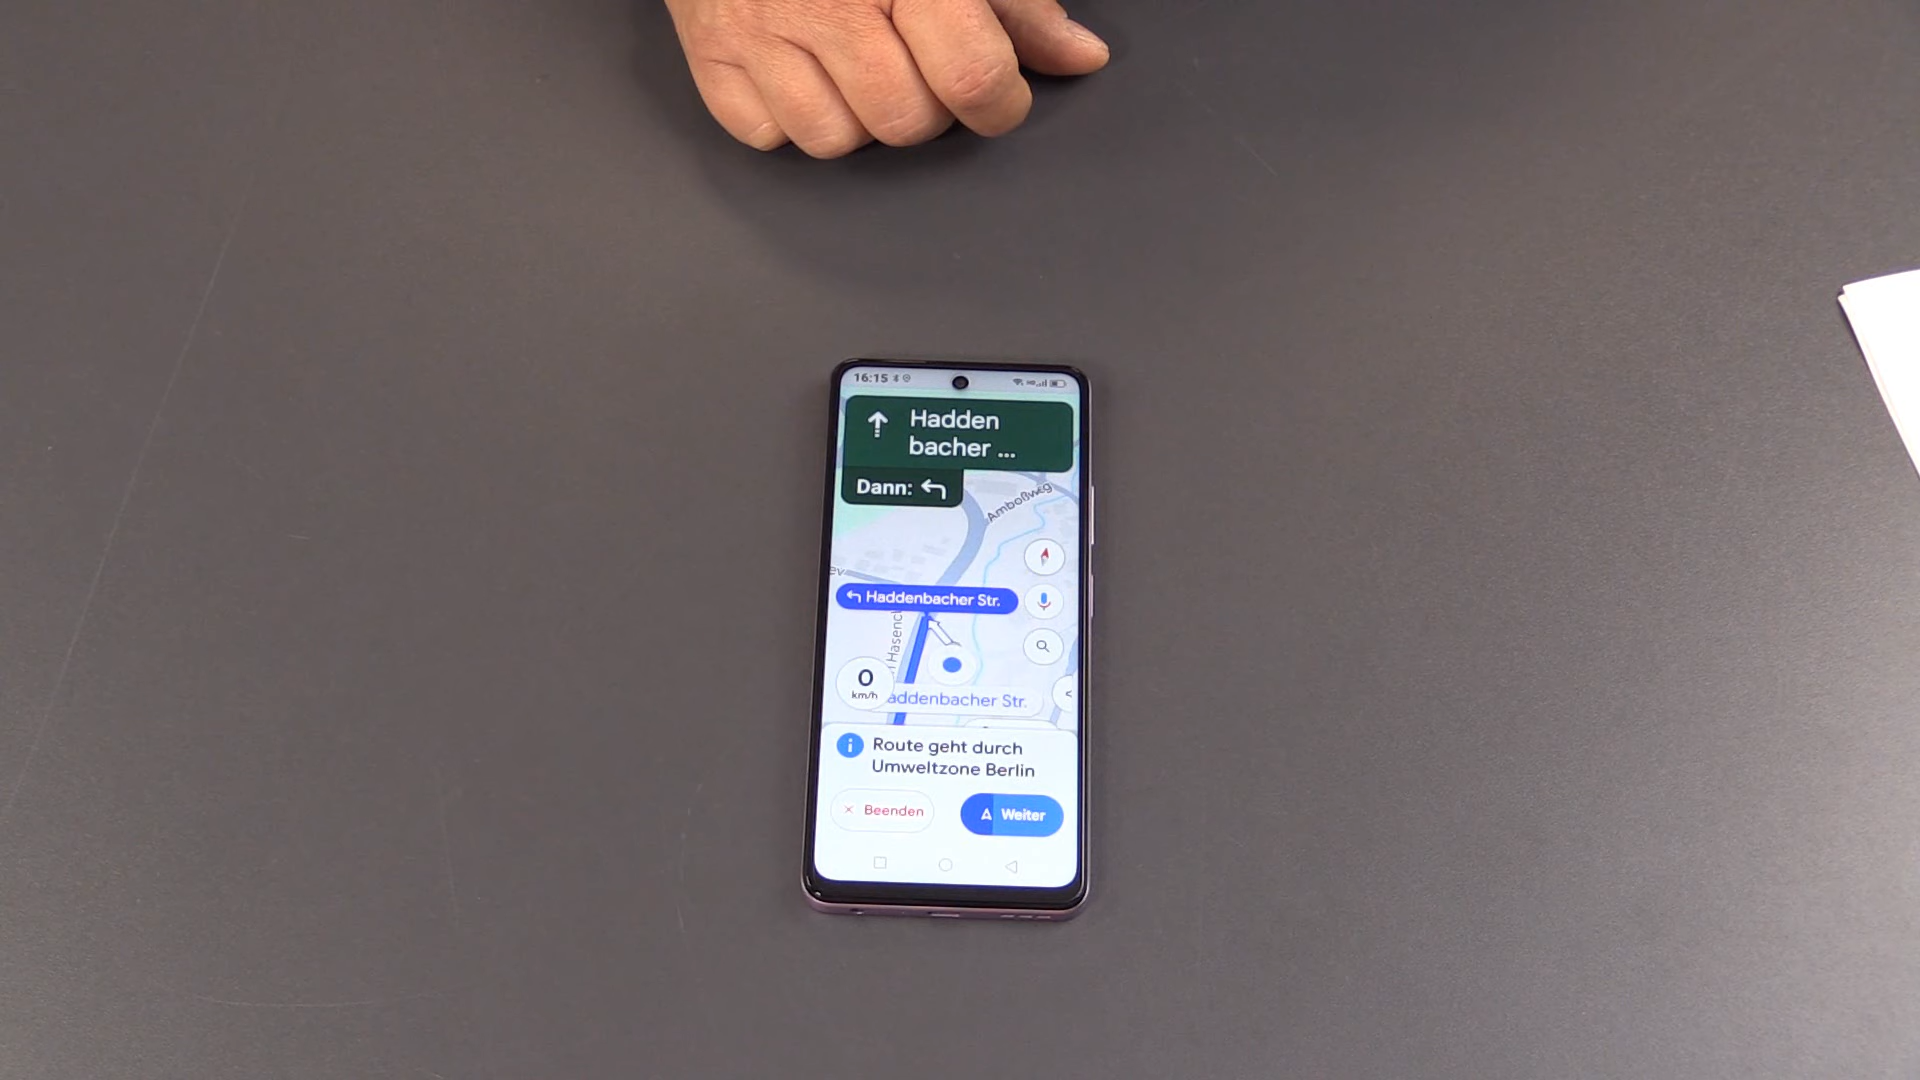 16:15
Hadden
bacher ...
Dann:
Amboßweg
Haddenbacher Str.
0
km/h
addenbacher Str.
Route geht durch
Umweltzone Berlin
Beenden
Weiter